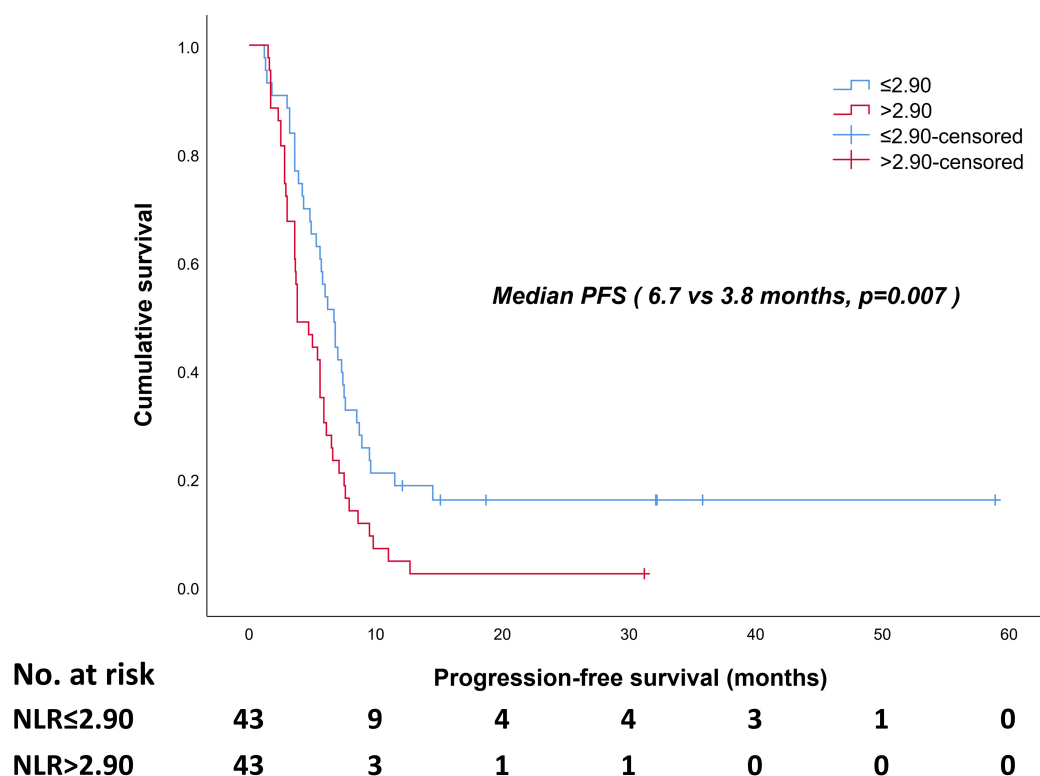 1.0
0.8
0.6
0.4
0.2
0.0
Cumulative survival
≤2.90
>2.90
≤2.90-censored
>2.90-censored
Median PFS ( 6.7 vs 3.8 months, p=0.007 )
0 10 20 30 40 50 60
Progression-free survival (months)
No. at risk
NLR≤2.90 43 9 4 4 3 1 0
NLR>2.90 43 3 1 1 0 0 0